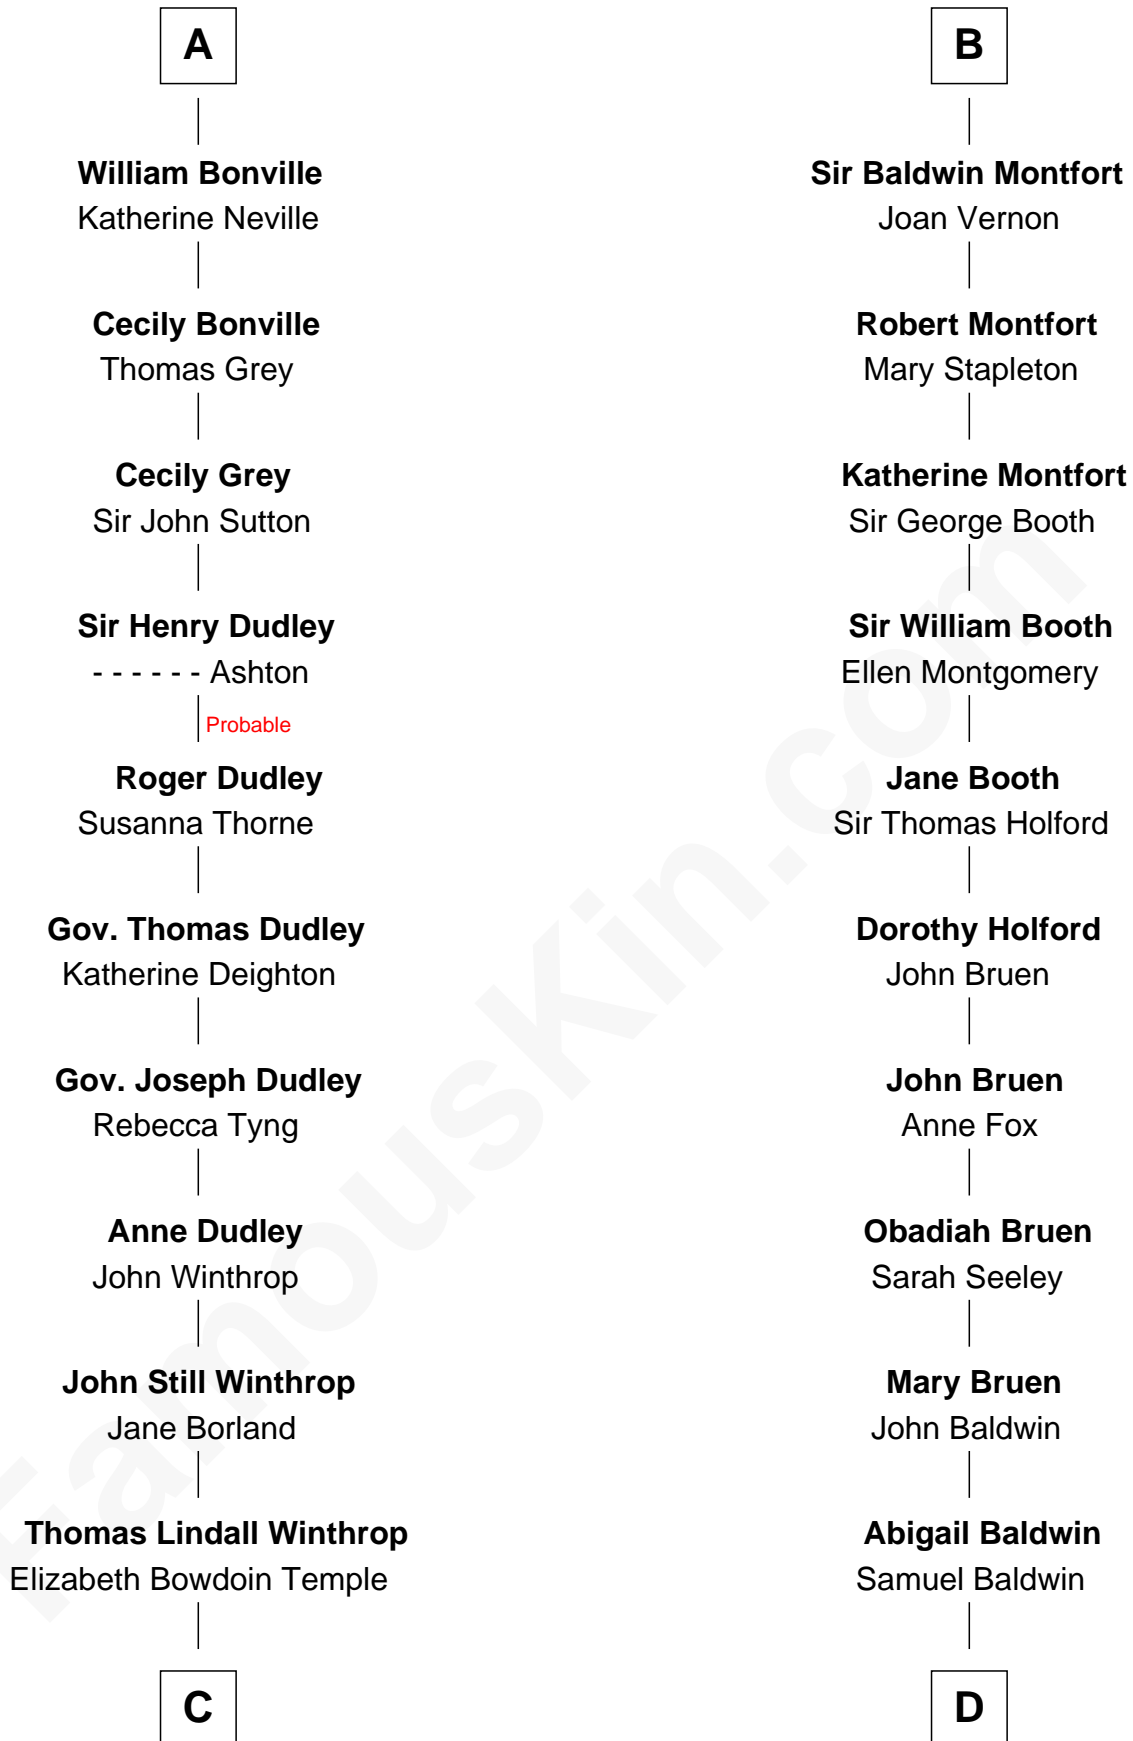 A
William Bonville
Katherine Neville
Cecily Bonville
Thomas Grey
Cecily Grey
Sir John Sutton
Sir Henry Dudley
- - - - - - Ashton
Probable
Roger Dudley
Susanna Thorne
Gov. Thomas Dudley
Katherine Deighton
Gov. Joseph Dudley
Rebecca Tyng
Anne Dudley
John Winthrop
John Still Winthrop
Jane Borland
Thomas Lindall Winthrop
Elizabeth Bowdoin Temple
C
B
Sir Baldwin Montfort
Joan Vernon
Robert Montfort
Mary Stapleton
Katherine Montfort
Sir George Booth
Sir William Booth
Ellen Montgomery
Jane Booth
Sir Thomas Holford
Dorothy Holford
John Bruen
John Bruen
Anne Fox
Obadiah Bruen
Sarah Seeley
Mary Bruen
John Baldwin
Abigail Baldwin
Samuel Baldwin
D
FamousKin.com